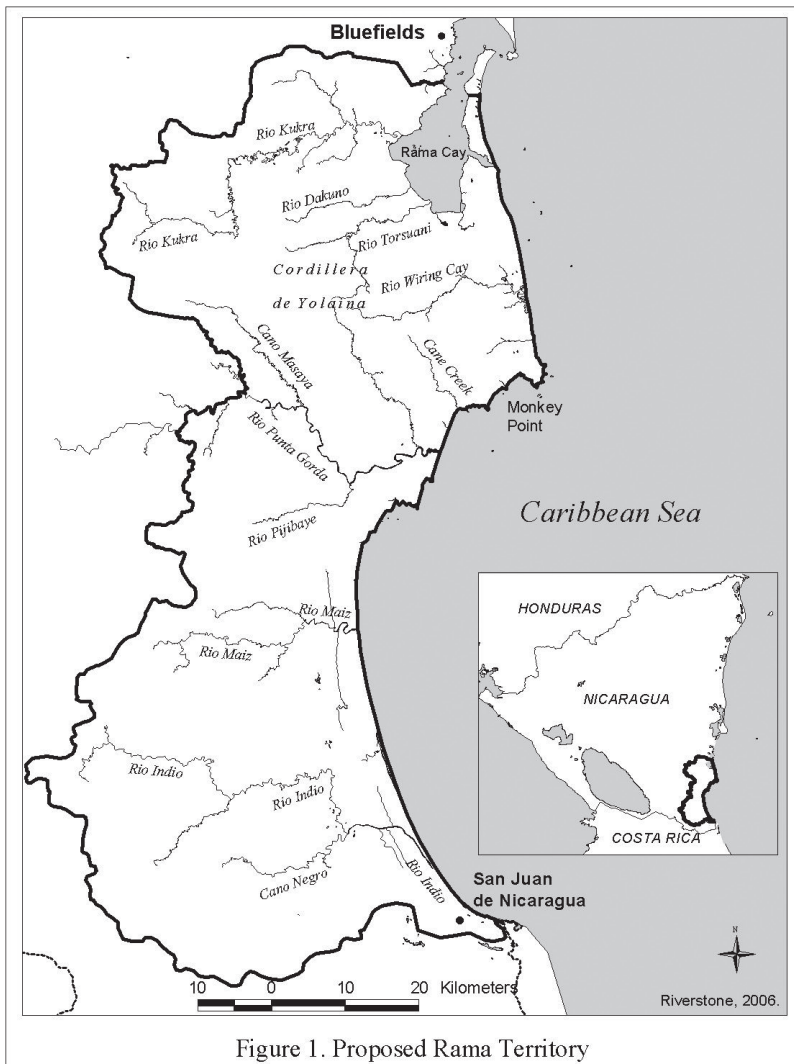 Bluefields
Rio Kukra
Rama Cay
Rio Dakuno
Rio Kukra
Rio Torsuani
Cordillera
de Yolaina
Rio Wiring Cay
Cano Masaya
Cane Creek
Monkey
Point
Rio Punta Gorda
Caribbean Sea
Rio Pijibaye
Rio Maiz
Rio Maiz
HONDURAS
NICARAGUA
COSTA RICA
Rio Indio
Rio Indio
Cano Negro
Rio Indio
San Juan
de Nicaragua
N
10 0 10 20 Kilometers
Riverstone, 2006.
Figure 1. Proposed Rama Territory